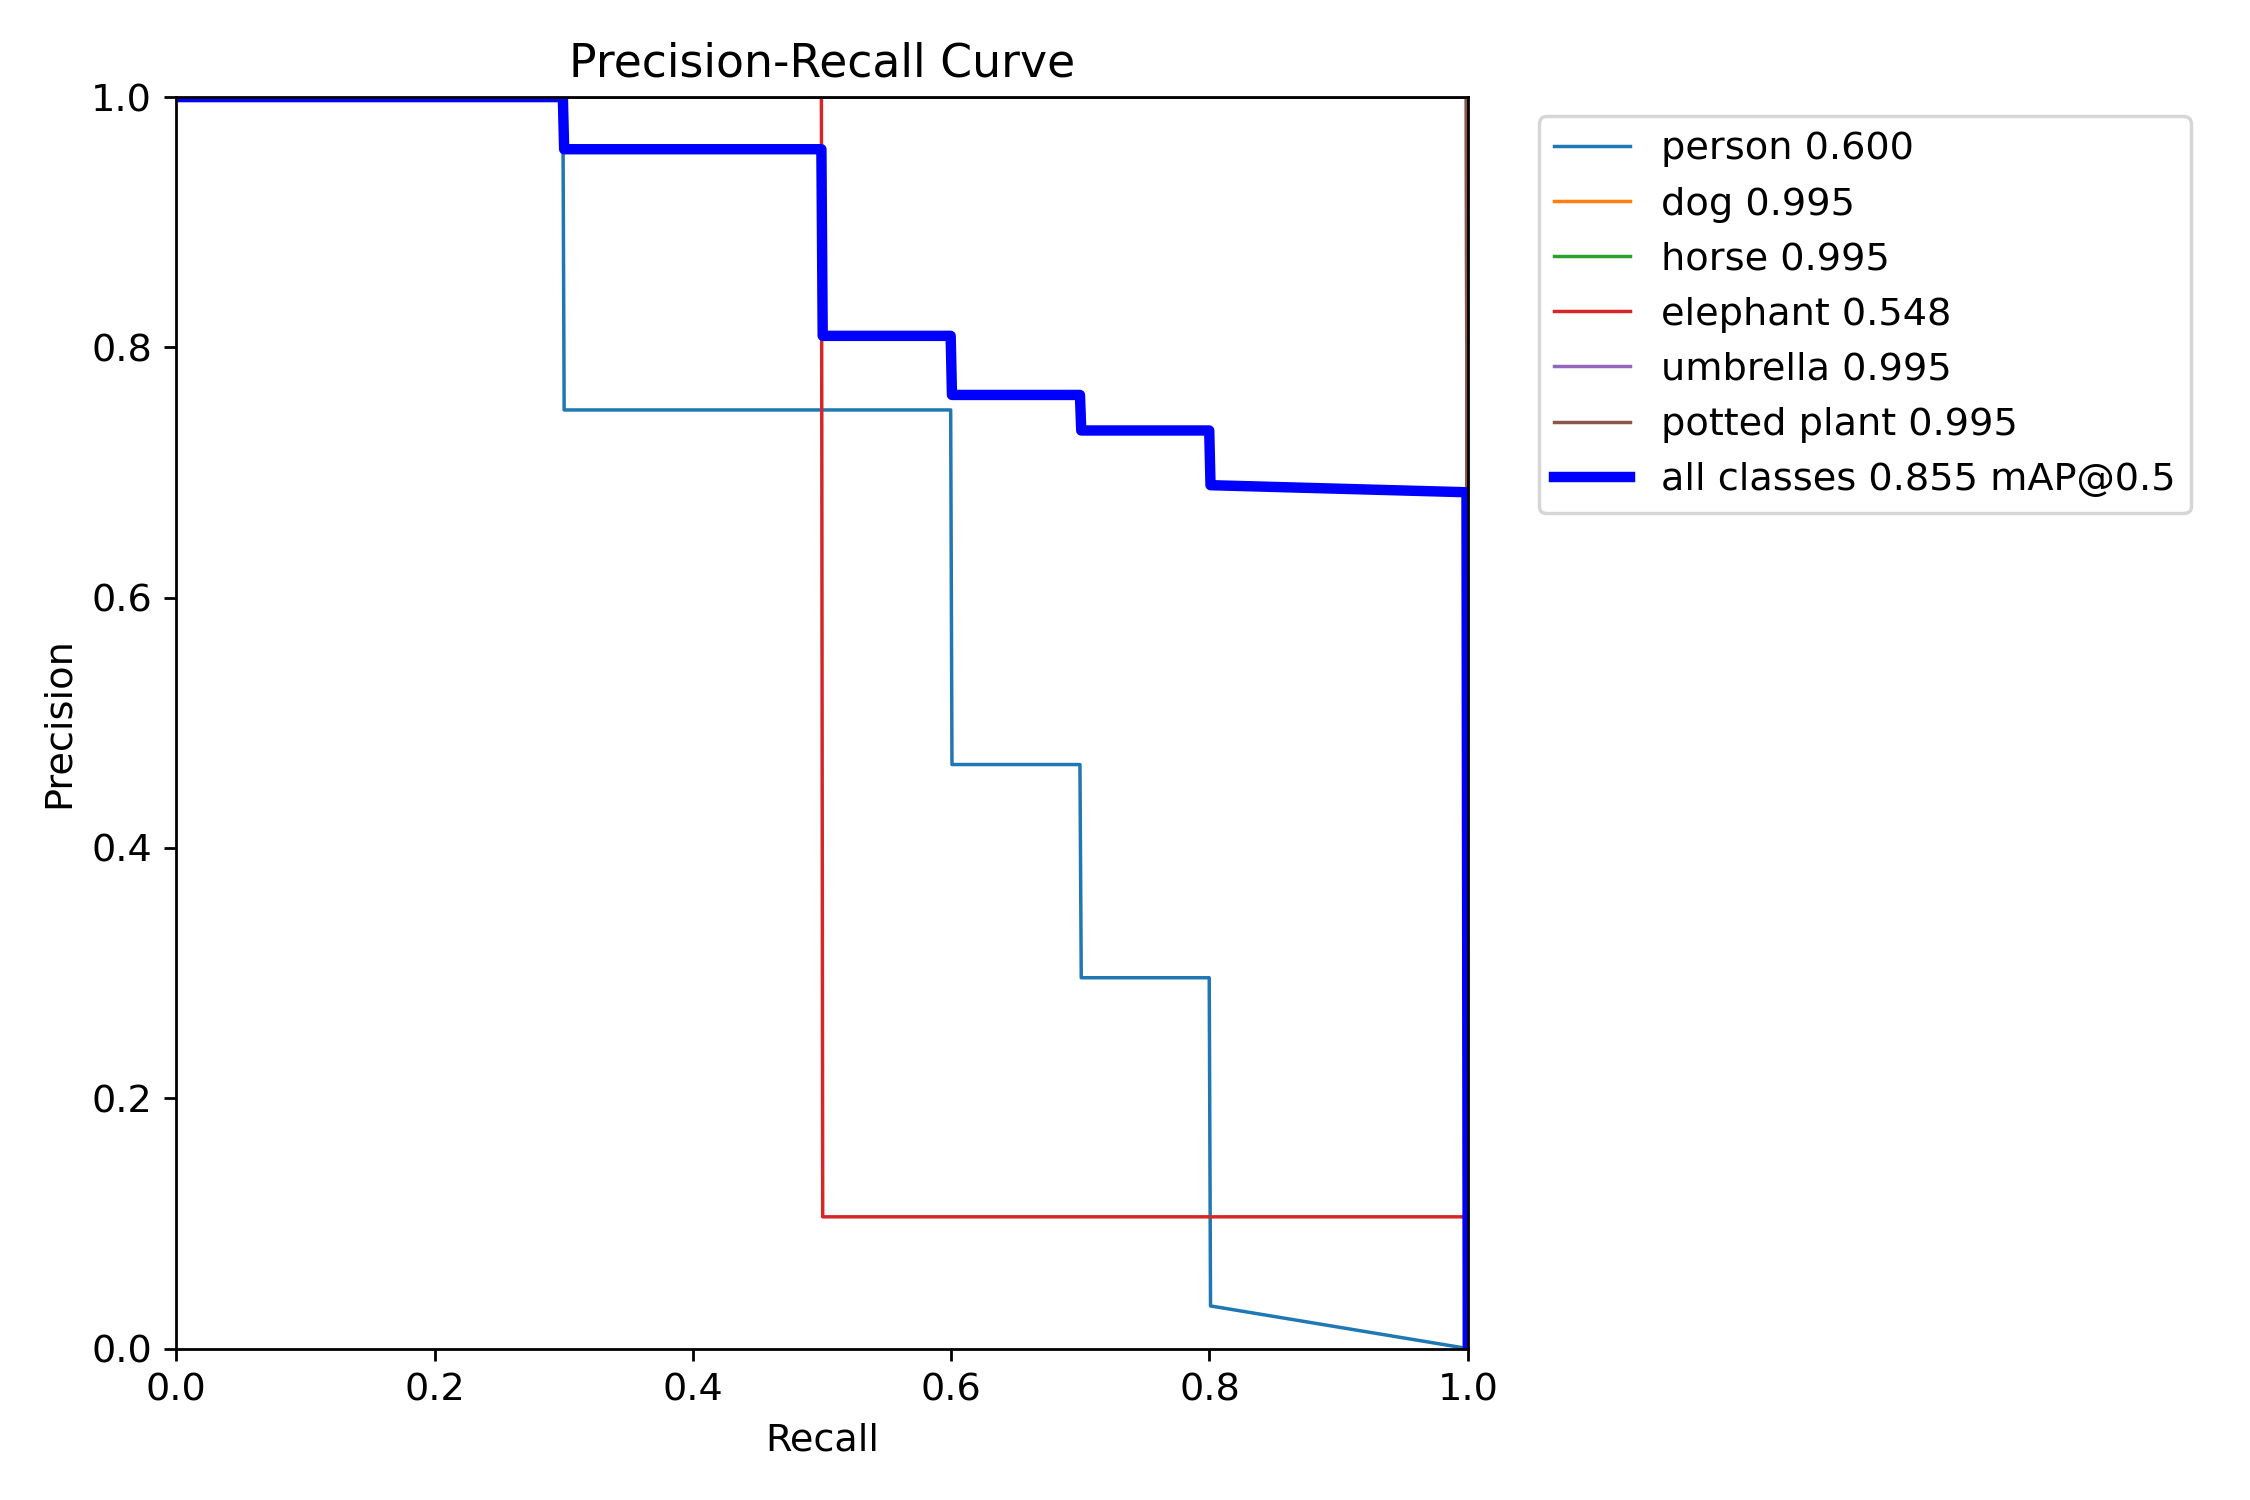 Precision-Recall Curve
1.0
0.8
0.6
0.4
0.2
0.0
Precision
0.0 0.2 0.4 0.6 0.8 1.0
Recall
person 0.600
dog 0.995
horse 0.995
elephant 0.548
umbrella 0.995
potted plant 0.995
all classes 0.855 mAP@0.5